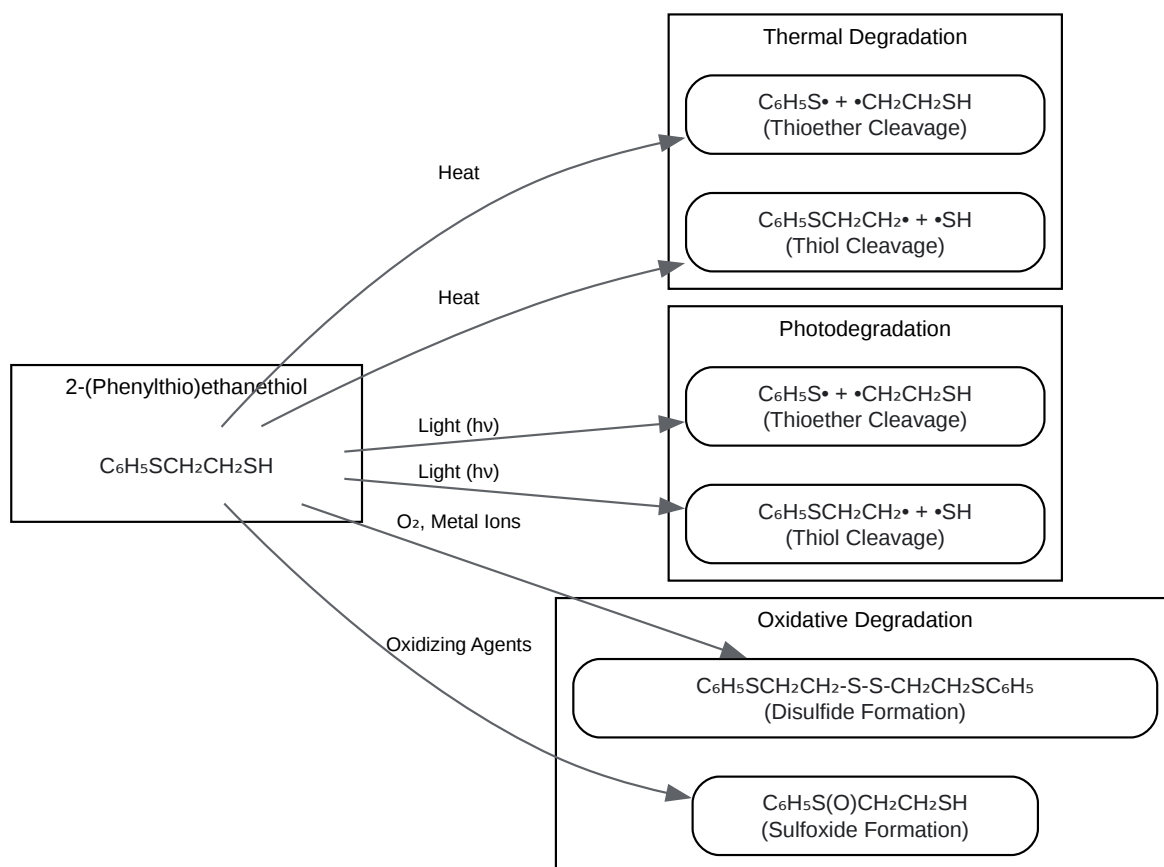 Thermal Degradation
C₆H₅S• + •CH₂CH₂SH
(Thioether Cleavage)
Heat
C₆H₅SCH₂CH₂• + •SH
(Thiol Cleavage)
Heat
Photodegradation
2-(Phenylthio)ethanethiol
C₆H₅S• + •CH₂CH₂SH
(Thioether Cleavage)
Light (hν)
C₆H₅SCH₂CH₂SH
Light (hν)
C₆H₅SCH₂CH₂• + •SH
(Thiol Cleavage)
O₂, Metal Ions
Oxidative Degradation
Oxidizing Agents
C₆H₅SCH₂CH₂-S-S-CH₂CH₂SC₆H₅
(Disulfide Formation)
C₆H₅S(O)CH₂CH₂SH
(Sulfoxide Formation)